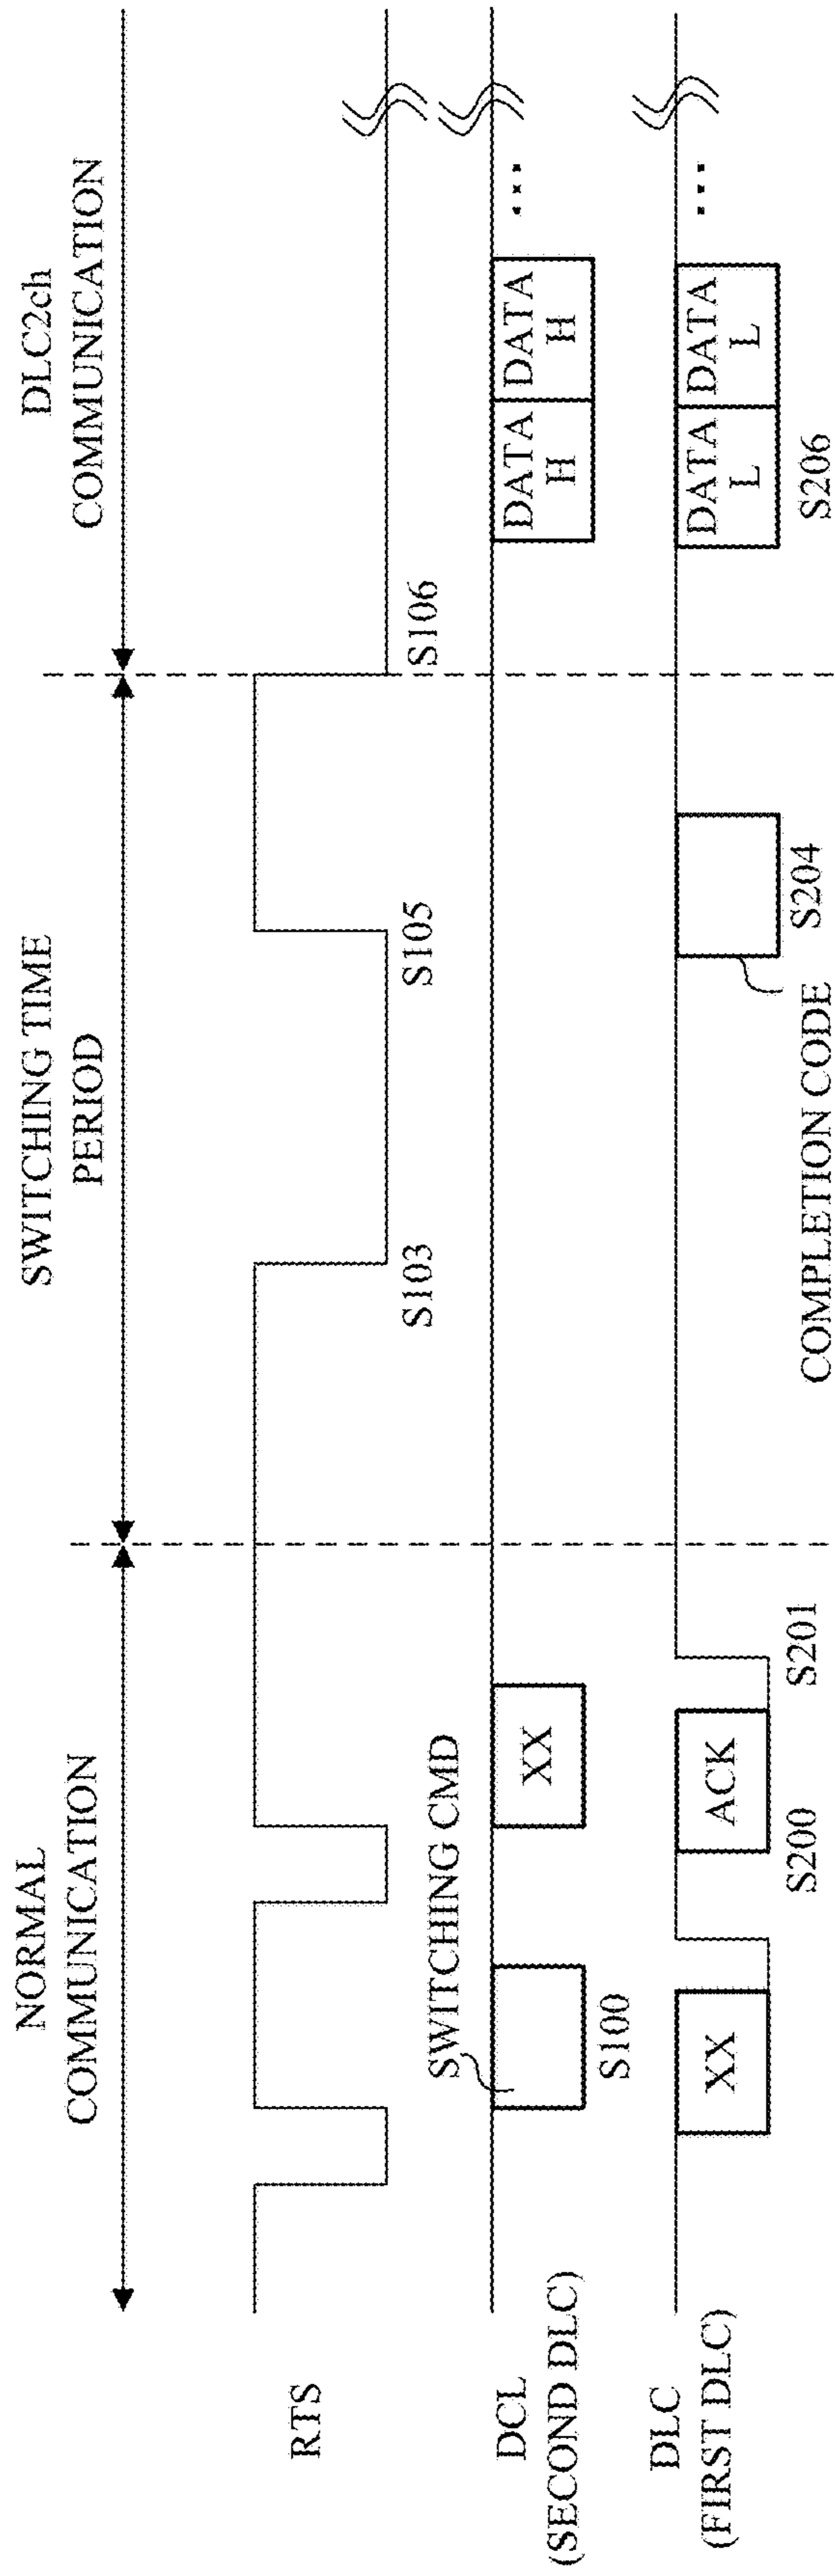 NORMAL
COMMUNICATION
SWITCHING TIME
PERIOD
DLC2ch
COMMUNICATION
RTS
S103
S105
S106
SWITCHING CMD
DCL
(SECOND DLC)
XX
DATA
H
DATA
H
...
S100
DLC
(FIRST DLC)
XX
ACK
DATA
L
DATA
L
...
S200
S201
S204
S206
COMPLETION CODE